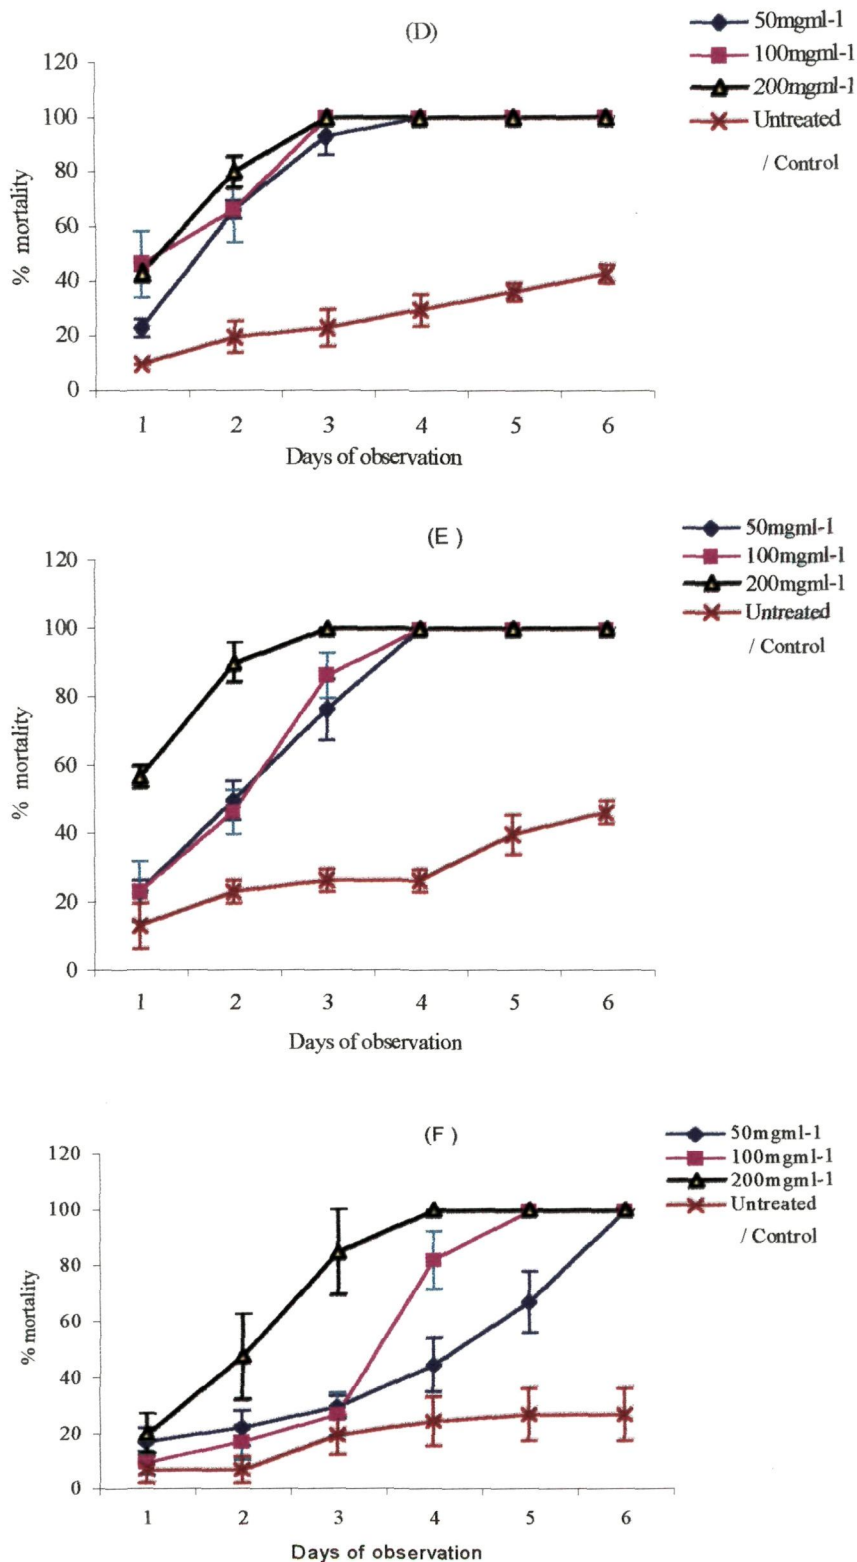 (D)
50mgml-1
100mgml-1
200mgml-1
Untreated
/ Control
120
100
80
60
40
20
0
% mortality
1 2 3 4 5 6
Days of observation
(E )
50mgml-1
100mgml-1
200mgml-1
Untreated
/ Control
120
100
80
60
40
20
0
% mortality
1 2 3 4 5 6
Days of observation
(F )
50mgml-1
100mgml-1
200mgml-1
Untreated
/ Control
120
100
80
60
40
20
0
% mortality
1 2 3 4 5 6
Days of observation